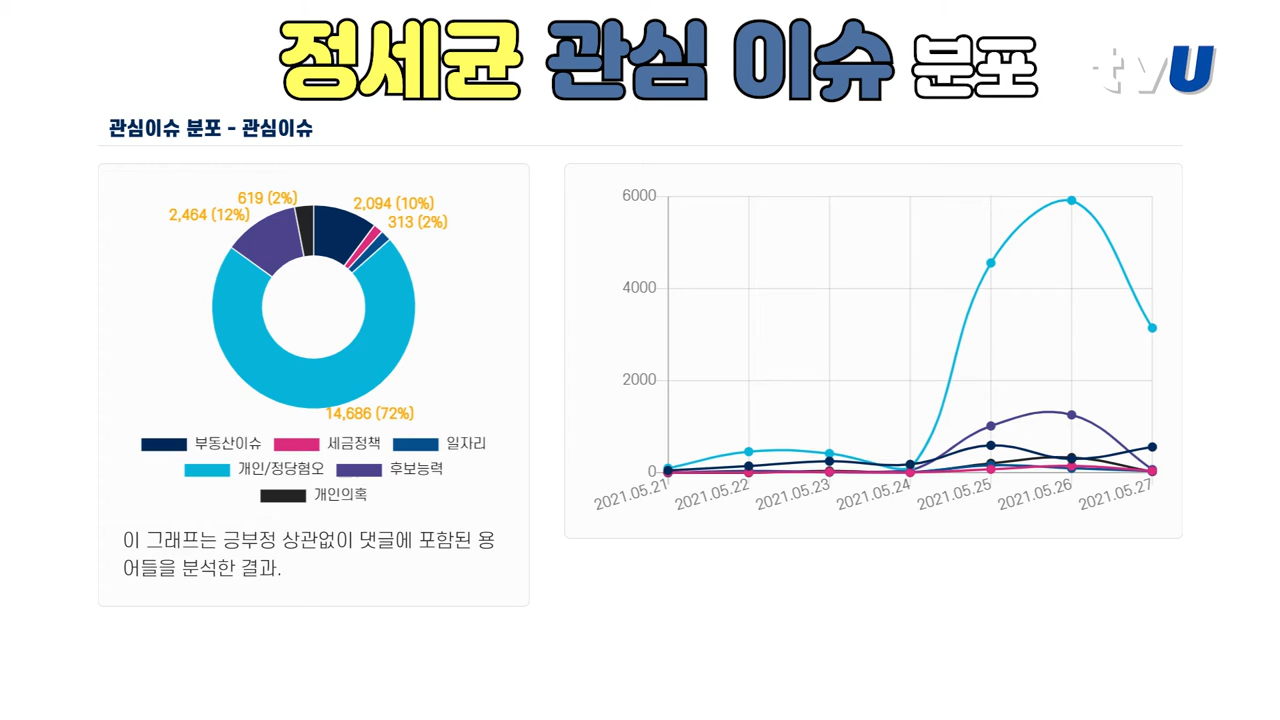 정세균 관심 이슈 분포
tvU
관심이슈 분포 - 관심이슈
619 (2%)
2,094 (10%)
2,464 (12%)
313 (2%)
14,686 (72%)
부동산이슈 세금정책 일자리
개인/정당혐오 후보능력
개인의혹
이 그래프는 긍부정 상관없이 댓글에 포함된 용
어들을 분석한 결과.
6000
4000
2000
0
2021.05.21 2021.05.22 2021.05.23 2021.05.24 2021.05.25 2021.05.26 2021.05.27